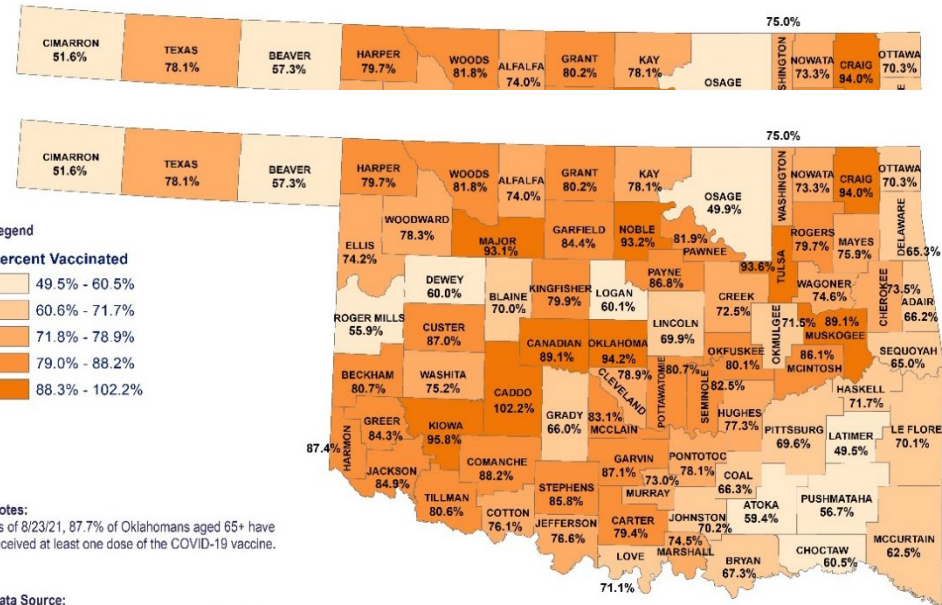 75.0%
CIMARRON 51.6%
TEXAS 78.1%
BEAVER 57.3%
HARPER 79.7%
WOODS 81.8%
ALFALFA 74.0%
GRANT 80.2%
KAY 78.1%
OSAGE
NOWATA 73.3%
CRAIG 94.0%
OTTAWA 70.3%
75.0%
CIMARRON 51.6%
TEXAS 78.1%
BEAVER 57.3%
HARPER 79.7%
WOODS 81.8%
ALFALFA 74.0%
GRANT 80.2%
KAY 78.1%
OSAGE 49.9%
WASHINGTON
NOWATA 73.3%
CRAIG 94.0%
OTTAWA 70.3%
DELAWARE 65.3%
egend
ercent Vaccinated
49.5% - 60.5%
60.6% - 71.7%
71.8% - 78.9%
79.0% - 88.2%
88.3% - 102.2%
ELLIS 74.2%
WOODWARD 78.3%
MAJOR 93.1%
GARFIELD 84.4%
NOBLE 93.2%
81.9% PAWNEE
93.6% TULSA
ROGERS 79.7%
MAYES 75.9%
ROGER MILLS 55.9%
DEWEY 60.0%
BLAINE 70.0%
KINGFISHER 79.9%
LOGAN 60.1%
PAYNE 86.8%
CREEK 72.5%
WAGONER 74.6%
CHEROKEE 73.5%
ADAIR 66.2%
CUSTER 87.0%
CANADIAN 89.1%
OKLAHOMA 94.2%
LINCOLN 69.9%
OKFUSKEE 80.1%
OKMULGEE 71.5%
89.1% MUSKOGEE
SEQUOYAH 65.0%
BECKHAM 80.7%
WASHITA 75.2%
CADDO 102.2%
GRADY 66.0%
78.9% CLEVELAND
83.1% MCCLAIN
80.7% POTTAWATOMIE
SEMINOLE 82.5%
HUGHES 77.3%
86.1% MCINTOSH
HASKELL 71.7%
PITTSBURG 69.6%
LATIMER 49.5%
LE FLORE 70.1%
87.4% HARMON
GREER 84.3%
KIOWA 95.8%
JACKSON 84.9%
TILLMAN 80.6%
COMANCHE 88.2%
COTTON 76.1%
STEPHENS 85.8%
JEFFERSON 76.6%
GARVIN 87.1%
73.0% MURRAY
CARTER 79.4%
LOVE 71.1%
PONTOTOC 78.1%
COAL 66.3%
JOHNSTON 70.2%
74.5% MARSHALL
ATOKA 59.4%
BRYAN 67.3%
PUSHMATAHA 56.7%
CHOCTAW 60.5%
MCCURTAIN 62.5%
otes:
s of 8/23/21, 87.7% of Oklahomans aged 65+ have
ceived at least one dose of the COVID-19 vaccine.
ata Source: